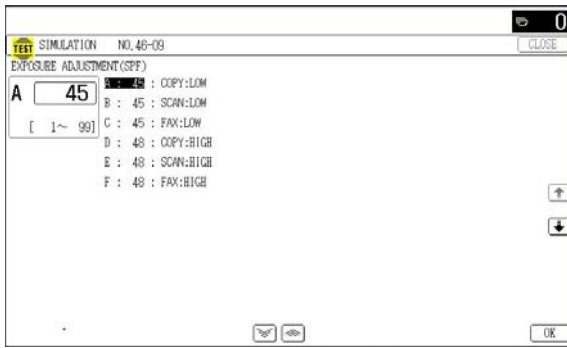 0
TEST SIMULATION NO.46-09 CLOSE
EXPOSURE ADJUSTMENT(SPF)
A 45
[ 1~ 99]
A : 45 : COPY:LOW
B : 45 : SCAN:LOW
C : 45 : FAX:LOW
D : 48 : COPY:HIGH
E : 48 : SCAN:HIGH
F : 48 : FAX:HIGH
OK